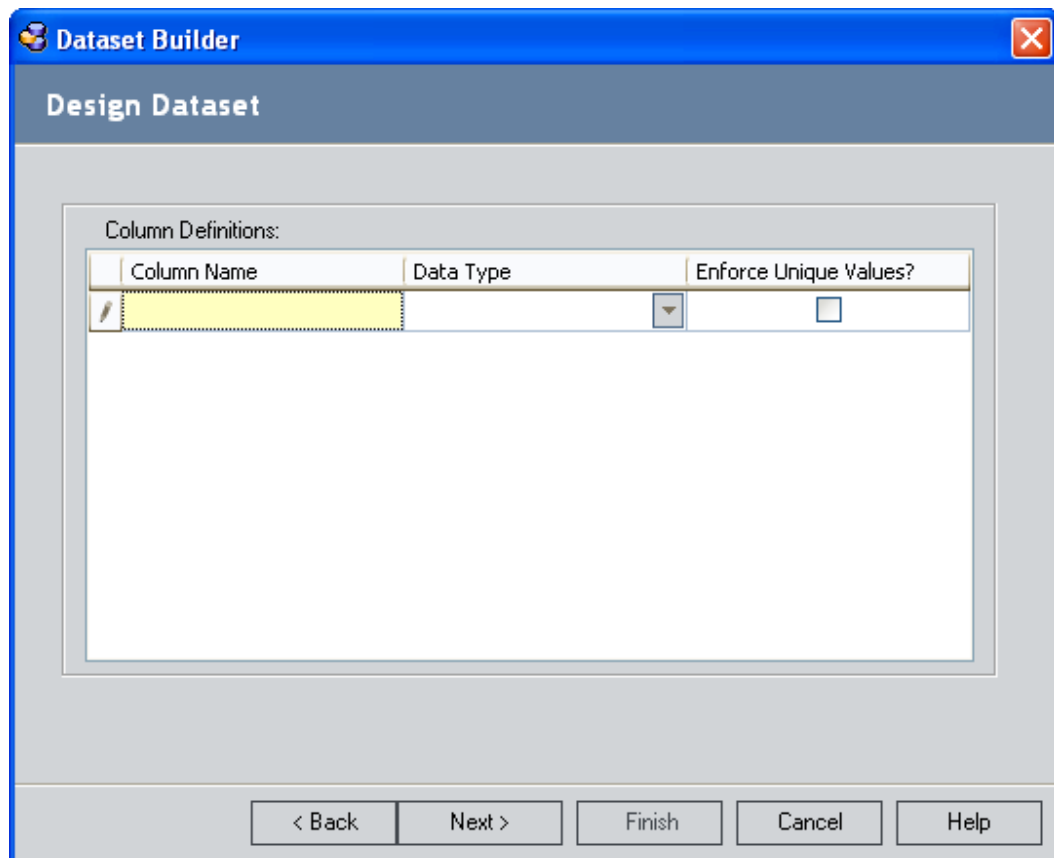 Dataset Builder
Design Dataset
Column Definitions:
Column Name Data Type Enforce Unique Values?
< Back Next > Finish Cancel Help